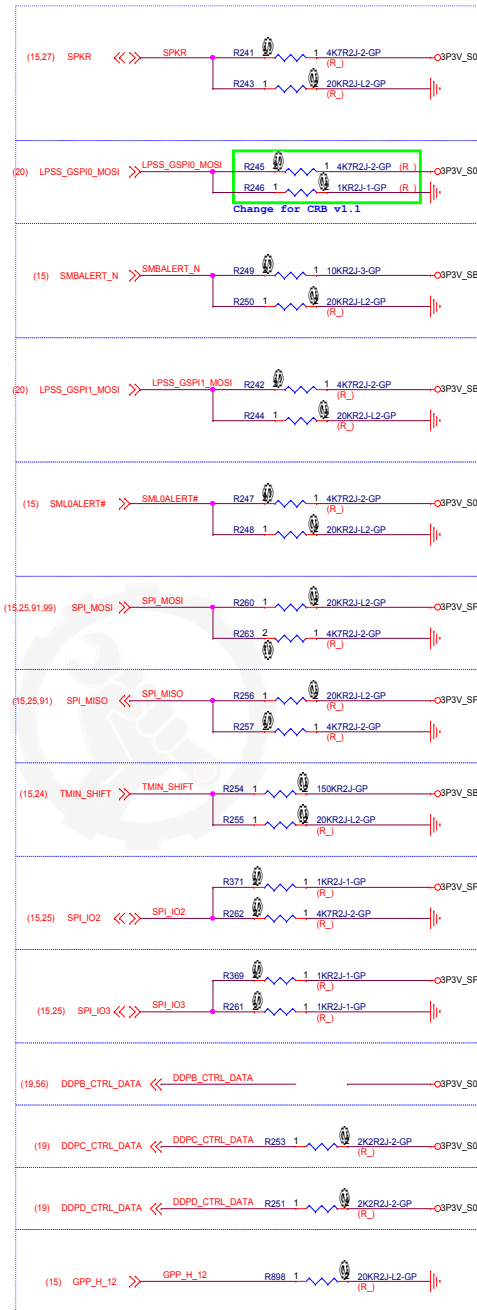 (15,27) SPKR SPKR R241 1 4K7R2J-2-GP 3P3V_S0
(R_)
R243 1 20KR2J-L2-GP
(R_)
(20) LPSS_GSPI0_MOSI LPSS_GSPI0_MOSI R245 1 4K7R2J-2-GP (R_) 3P3V_S0
R246 1 1KR2J-1-GP (R_)
Change for CRB v1.1
(15) SMBALERT_N SMBALERT_N R249 1 10KR2J-3-GP 3P3V_SB
R250 1 20KR2J-L2-GP
(R_)
(20) LPSS_GSPI1_MOSI LPSS_GSPI1_MOSI R242 1 4K7R2J-2-GP 3P3V_SB
(R_)
R244 1 20KR2J-L2-GP
(R_)
(15) SML0ALERT# SML0ALERT# R247 1 4K7R2J-2-GP 3P3V_S0
(R_)
R248 1 20KR2J-L2-GP
(15,25,91,99) SPI_MOSI SPI_MOSI R260 1 20KR2J-L2-GP 3P3V_SP
(R_)
R263 2 1 4K7R2J-2-GP
(R_)
(15,25,91) SPI_MISO SPI_MISO R256 1 20KR2J-L2-GP 3P3V_SP
(R_)
R257 1 4K7R2J-2-GP
(R_)
(15,24) TMIN_SHIFT TMIN_SHIFT R254 1 150KR2J-GP 3P3V_SB
R255 1 20KR2J-L2-GP
(R_)
R371 1 1KR2J-1-GP 3P3V_SP
(R_)
(15,25) SPI_IO2 SPI_IO2 R262 1 4K7R2J-2-GP
(R_)
R369 1 1KR2J-1-GP 3P3V_SP
(R_)
(15,25) SPI_IO3 SPI_IO3 R261 1 1KR2J-1-GP
(R_)
(19,56) DDPB_CTRL_DATA DDPB_CTRL_DATA 3P3V_S0
(19) DDPC_CTRL_DATA DDPC_CTRL_DATA R253 1 2K2R2J-2-GP 3P3V_S0
(R_)
(19) DDPD_CTRL_DATA DDPD_CTRL_DATA R251 1 2K2R2J-2-GP 3P3V_S0
(R_)
(15) GPP_H_12 GPP_H_12 R898 1 20KR2J-L2-GP
(R_)